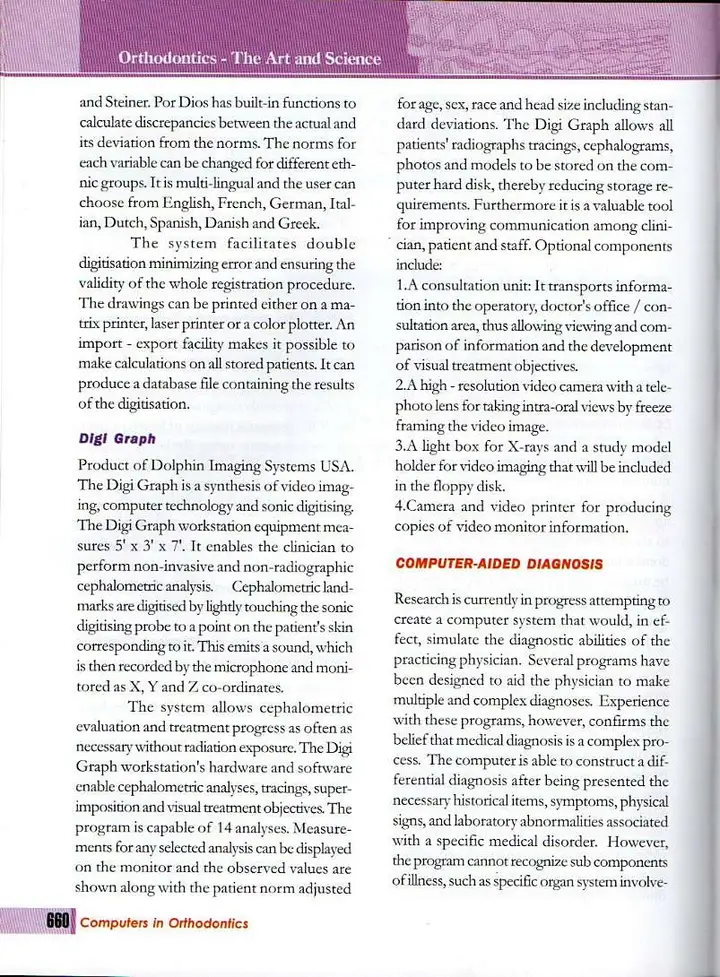 Orthodontics - The Art and Science
and Steiner. Por Dios has built-in functions to
calculate discrepancies between the actual and
its deviation from the norms. The norms for
each variable can be changed for different eth-
nic groups. It is multi-lingual and the user can
choose from English, French, German, Ital-
ian, Dutch, Spanish, Danish and Greek.
The system facilitates double
digitisation minimizing error and ensuring the
validity of the whole registration procedure.
The drawings can be printed either on a ma-
trix printer, laser printer or a color plotter. An
import - export facility makes it possible to
make calculations on all stored patients. It can
produce a database file containing the results
of the digitisation.
Digi Graph
Product of Dolphin Imaging Systems USA.
The Digi Graph is a synthesis of video imag-
ing, computer technology and sonic digitising.
The Digi Graph workstation equipment mea-
sures 5' x 3' x 7'. It enables the clinician to
perform non-invasive and non-radiographic
cephalometric analysis. Cephalometric land-
marks are digitised by lightly touching the sonic
digitising probe to a point on the patient's skin
corresponding to it. This emits a sound, which
is then recorded by the microphone and moni-
tored as X, Y and Z co-ordinates.
The system allows cephalometric
evaluation and treatment progress as often as
necessary without radiation exposure. The Digi
Graph workstation's hardware and software
enable cephalometric analyses, tracings, super-
imposition and visual treatment objectives. The
program is capable of 14 analyses. Measure-
ments for any selected analysis can be displayed
on the monitor and the observed values are
shown along with the patient norm adjusted
for age, sex, race and head size including stan-
dard deviations. The Digi Graph allows all
patients' radiographs tracings, cephalograms,
photos and models to be stored on the com-
puter hard disk, thereby reducing storage re-
quirements. Furthermore it is a valuable tool
for improving communication among clini-
cian, patient and staff. Optional components
include:
1.A consultation unit: It transports informa-
tion into the operatory, doctor's office / con-
sultation area, thus allowing viewing and com-
parison of information and the development
of visual treatment objectives.
2.A high - resolution video camera with a tele-
photo lens for taking intra-oral views by freeze
framing the video image.
3.A light box for X-rays and a study model
holder for video imaging that will be included
in the floppy disk.
4.Camera and video printer for producing
copies of video monitor information.
COMPUTER-AIDED DIAGNOSIS
Research is currently in progress attempting to
create a computer system that would, in ef-
fect, simulate the diagnostic abilities of the
practicing physician. Several programs have
been designed to aid the physician to make
multiple and complex diagnoses. Experience
with these programs, however, confirms the
belief that medical diagnosis is a complex pro-
cess. The computer is able to construct a dif-
ferential diagnosis after being presented the
necessary historical items, symptoms, physical
signs, and laboratory abnormalities associated
with a specific medical disorder. However,
the program cannot recognize sub components
of illness, such as specific organ system involve-
660 Computers in Orthodontics